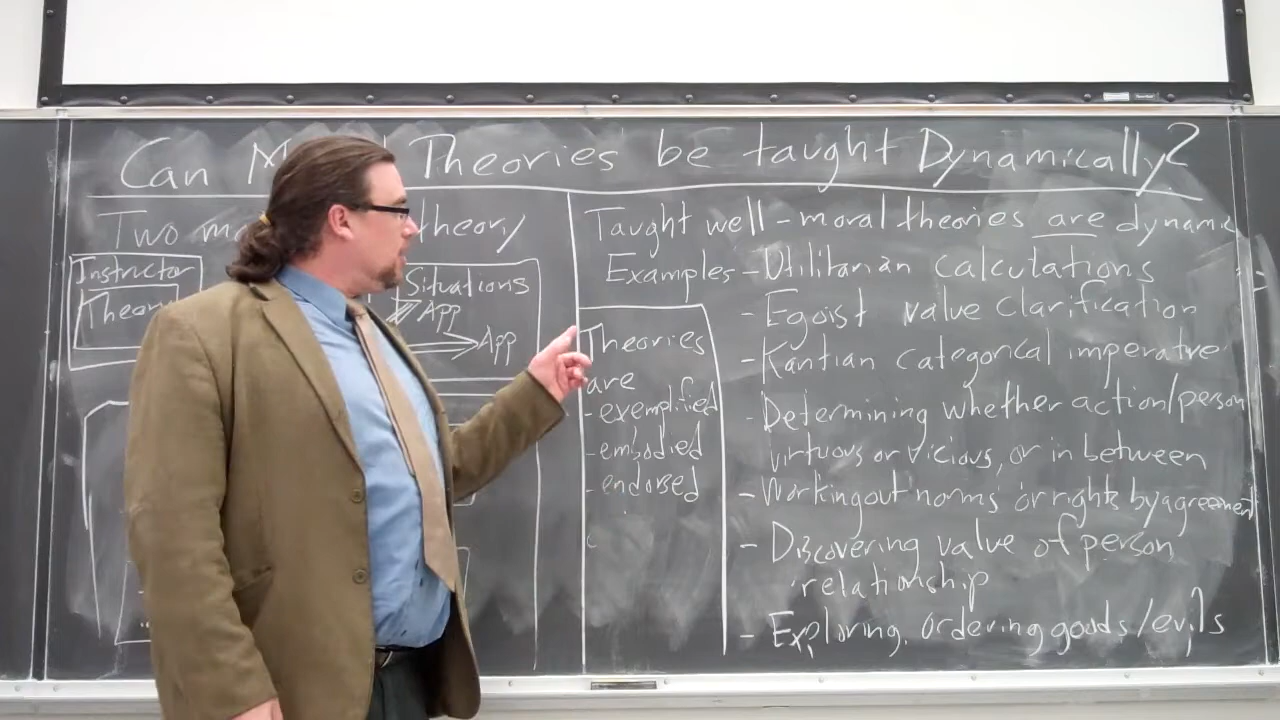 Can M Theories be taught Dynamically?
Two mo theory
Instructor
Theor
Situations
App
App
Taught well - moral theories are dynamic
Examples - Utilitarian calculations
- Egoist value clarification
- Kantian categorical imperative
- Determining whether action/person
virtuous or vicious, or in between
- Working out norms or rights by agreement
- Discovering value of person
relationship
- Exploring, ordering goods/evils
Theories
are
- exemplified
- embodied
- endorsed